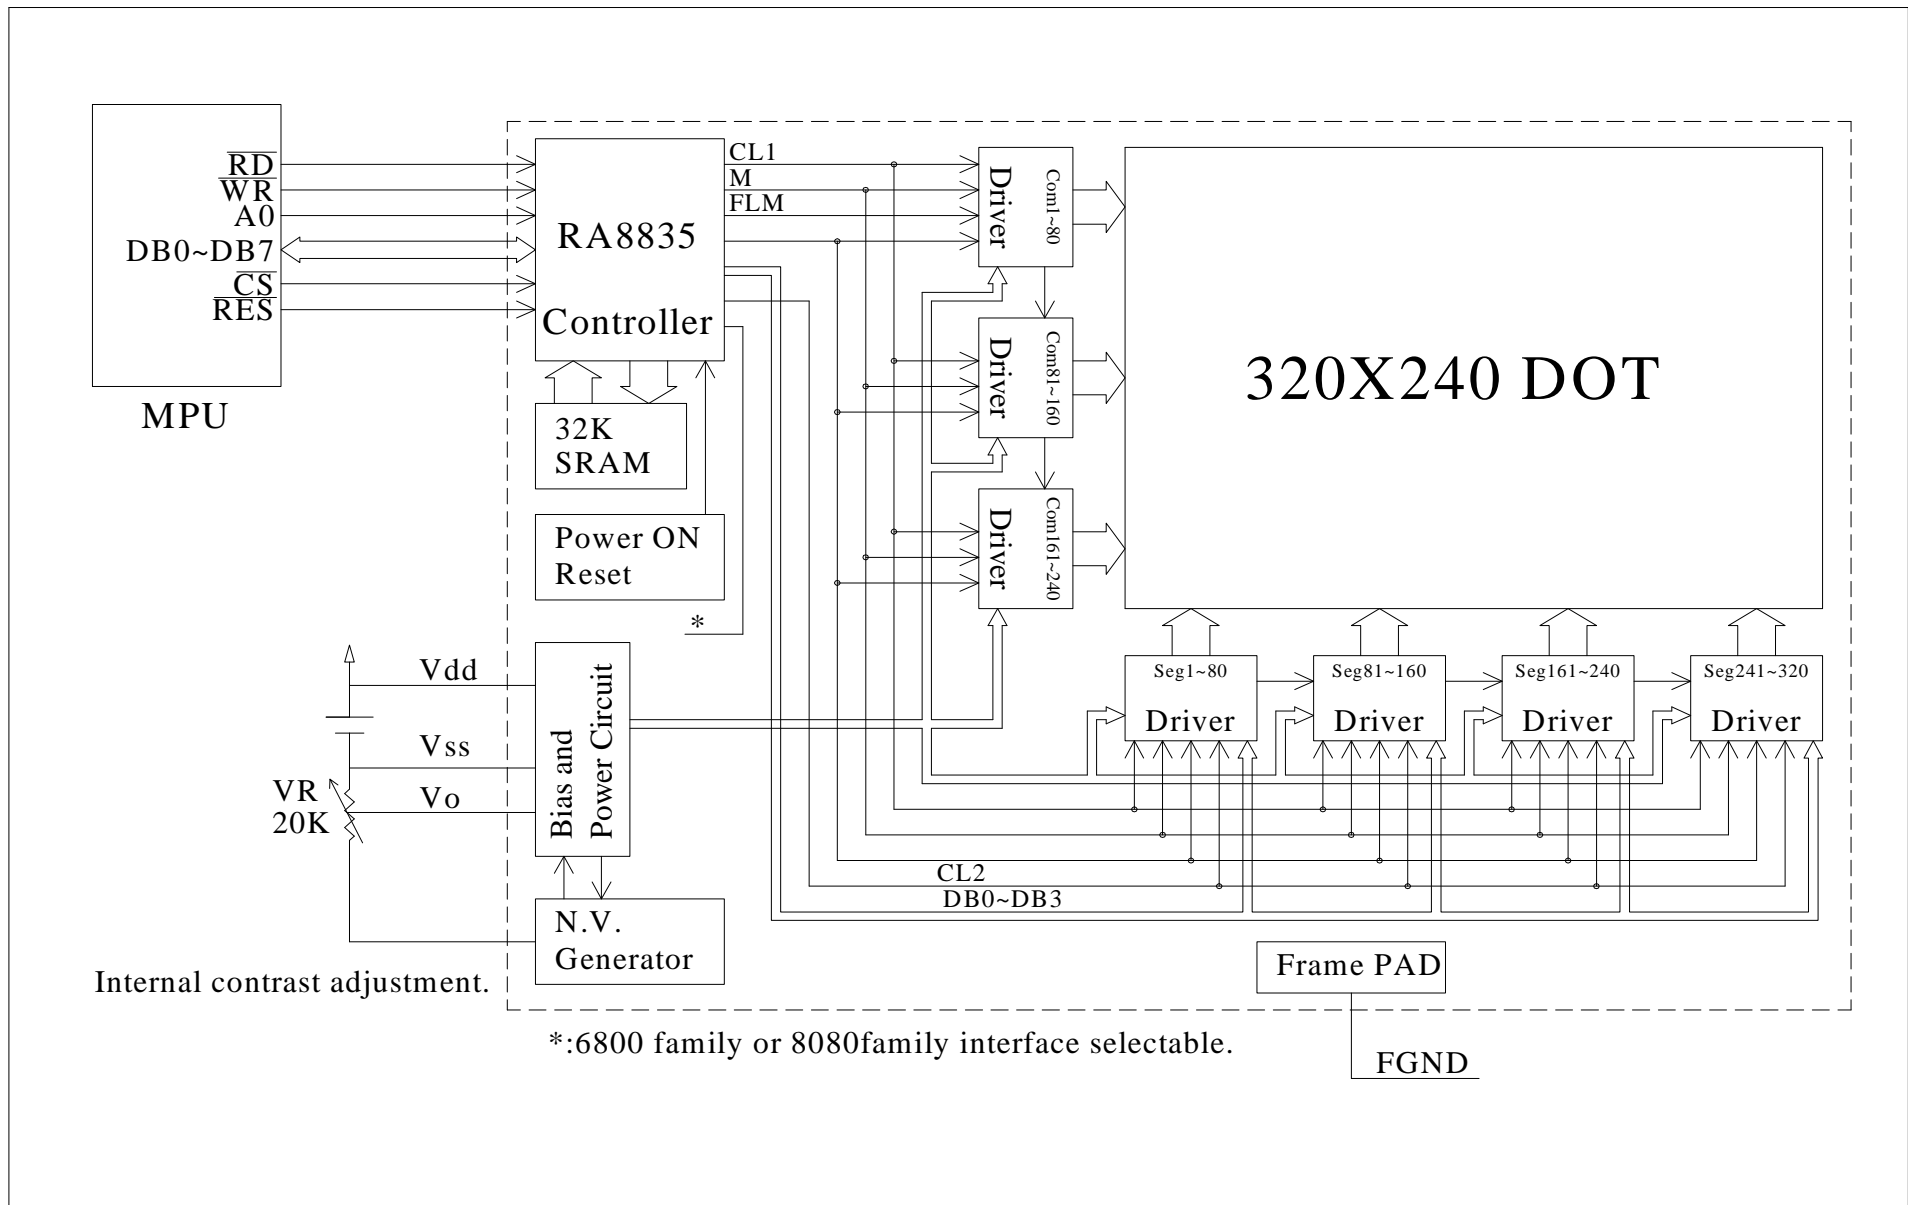 RD
WR
A0
DB0~DB7
CS
RES
MPU
RA8835
Controller
CL1
M
FLM
32K
SRAM
Power ON
Reset
*
Driver
Com1~80
Driver
Com81~160
Driver
Com161~240
320X240 DOT
Seg1~80
Driver
Seg81~160
Driver
Seg161~240
Driver
Seg241~320
Driver
Vdd
Vss
Vo
VR
20K
Bias and
Power Circuit
N.V.
Generator
CL2
DB0~DB3
Internal contrast adjustment.
Frame PAD
FGND
*:6800 family or 8080family interface selectable.